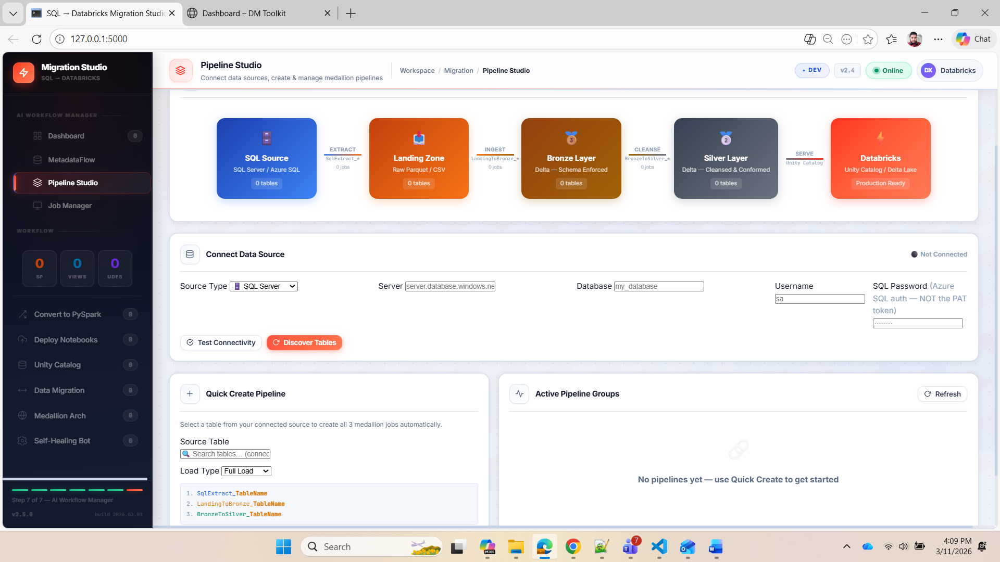 SQL → Databricks Migration Studio
Dashboard – DM Toolkit
127.0.0.1:5000
Chat
Migration Studio
SQL → DATABRICKS
AI WORKFLOW MANAGER
Dashboard 0
MetadataFlow
Pipeline Studio
Job Manager
WORKFLOW
0 0 0
SP VIEWS UDFS
Convert to PySpark 0
Deploy Notebooks 0
Unity Catalog 0
Data Migration 0
Medallion Arch 0
Self-Healing Bot 0
Step 7 of 7 — AI Workflow Manager
v2.5.0 build 2026.03.01
Pipeline Studio
Connect data sources, create & manage medallion pipelines
Workspace / Migration / Pipeline Studio
• DEV v2.4 Online DX Databricks
SQL Source
SQL Server / Azure SQL
0 tables
EXTRACT
SqlExtract_*
0 jobs
Landing Zone
Raw Parquet / CSV
0 tables
INGEST
LandingToBronze_*
0 jobs
3
Bronze Layer
Delta — Schema Enforced
0 tables
CLEANSE
BronzeToSilver_*
0 jobs
2
Silver Layer
Delta — Cleansed & Conformed
0 tables
SERVE
Unity Catalog
Databricks
Unity Catalog / Delta Lake
Production Ready
Connect Data Source Not Connected
Source Type SQL Server
Server server.database.windows.ne
Database my_database
Username
sa
SQL Password (Azure
SQL auth — NOT the PAT
token)
········
Test Connectivity Discover Tables
Quick Create Pipeline
Select a table from your connected source to create all 3 medallion jobs automatically.
Source Table
Search tables... (connec
Load Type Full Load
1. SqlExtract_TableName
2. LandingToBronze_TableName
3. BronzeToSilver_TableName
Active Pipeline Groups Refresh
No pipelines yet — use Quick Create to get started
Search
M365
7
4:09 PM
3/11/2026